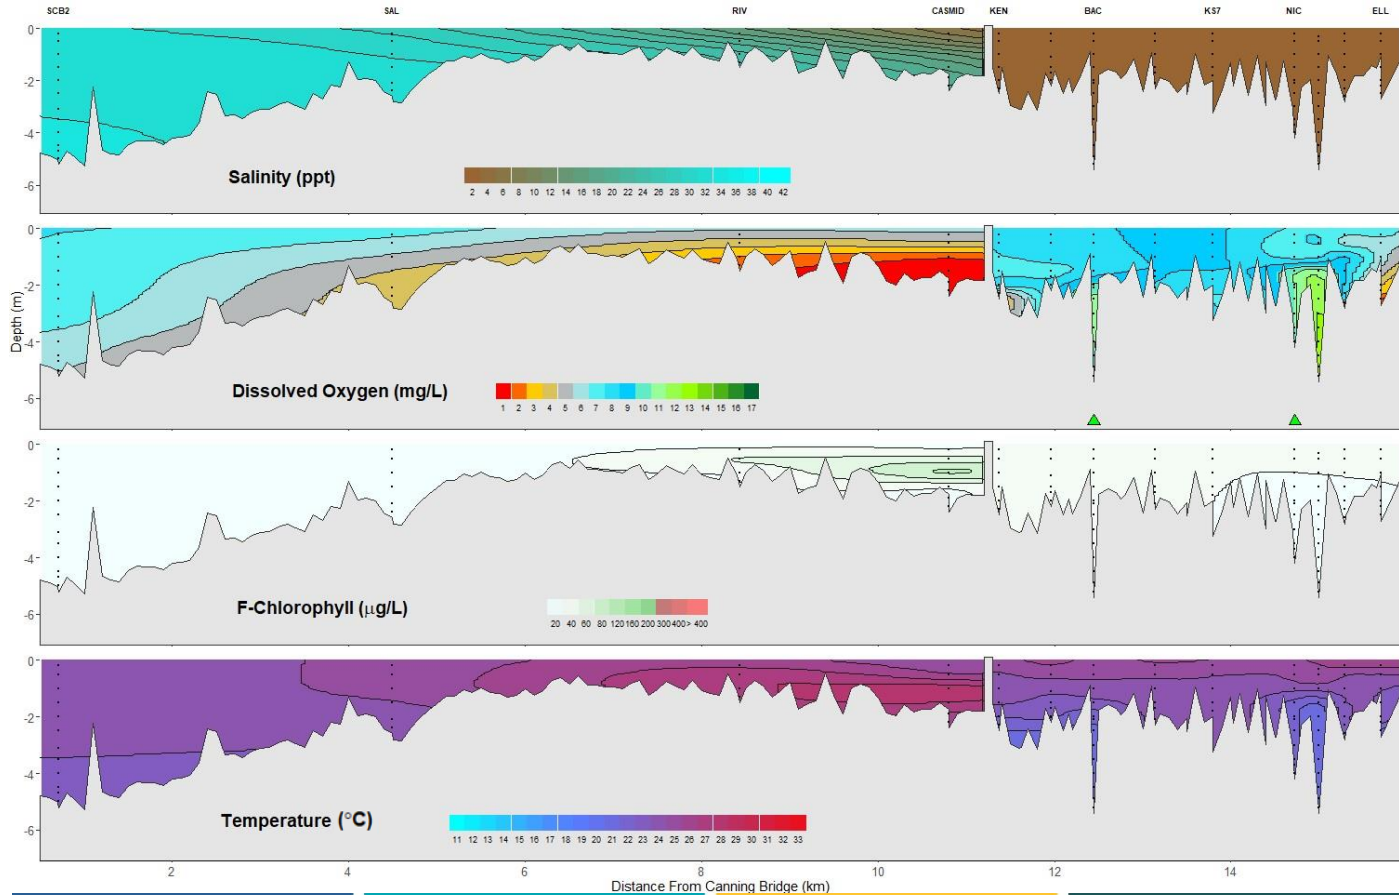 SCB2 SAL RIV CASMID KEN BAC KS7 NIC ELL
0
-2
-4
-6
Salinity (ppt)
2 4 6 8 10 12 14 16 18 20 22 24 26 28 30 32 34 36 38 40 42
0
-2
-4
-6
Depth (m)
Dissolved Oxygen (mg/L)
1 2 3 4 5 6 7 8 9 10 11 12 13 14 15 16 17
0
-2
-4
-6
F-Chlorophyll (µg/L)
20 40 60 80 120 160 200 300 400 > 400
0
-2
-4
-6
Temperature (°C)
11 12 13 14 15 16 17 18 19 20 21 22 23 24 25 26 27 28 29 30 31 32 33
2 4 6 8 10 12 14
Distance From Canning Bridge (km)